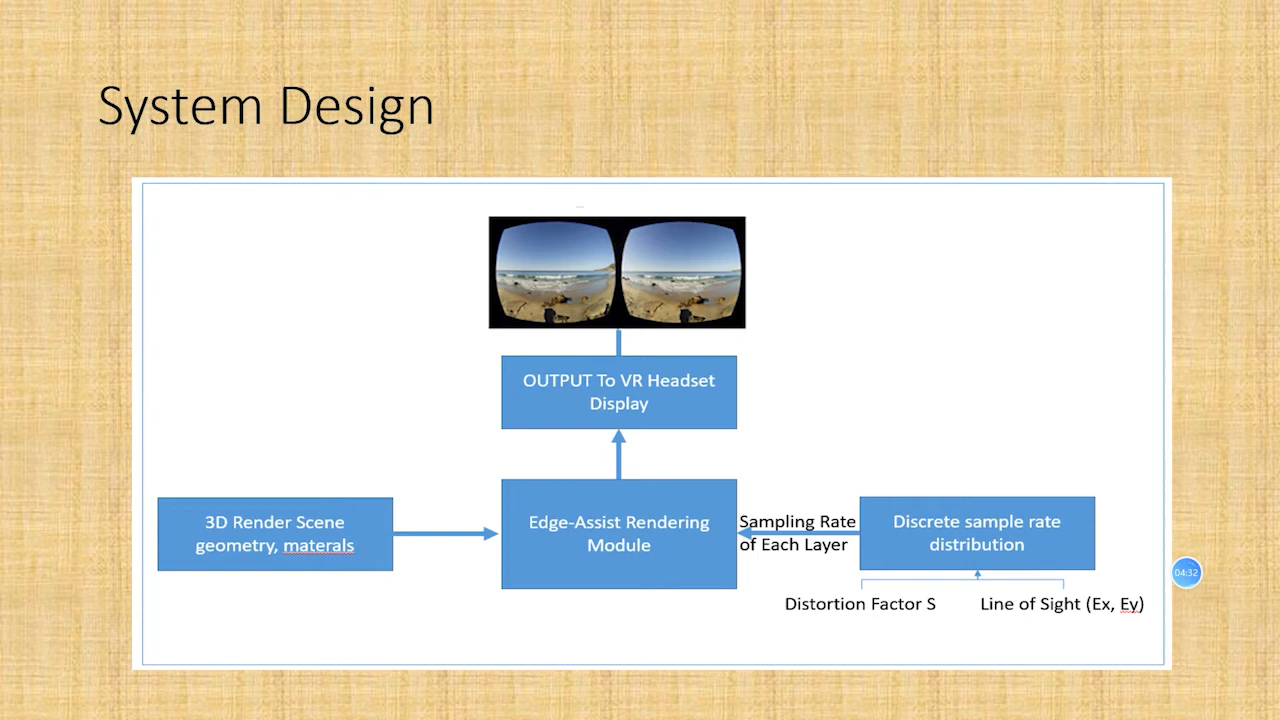 System Design
OUTPUT To VR Headset
Display
3D Render Scene
geometry, materals
Edge-Assist Rendering
Module
Sampling Rate
of Each Layer
Discrete sample rate
distribution
04:32
Distortion Factor S
Line of Sight (Ex, Ey)